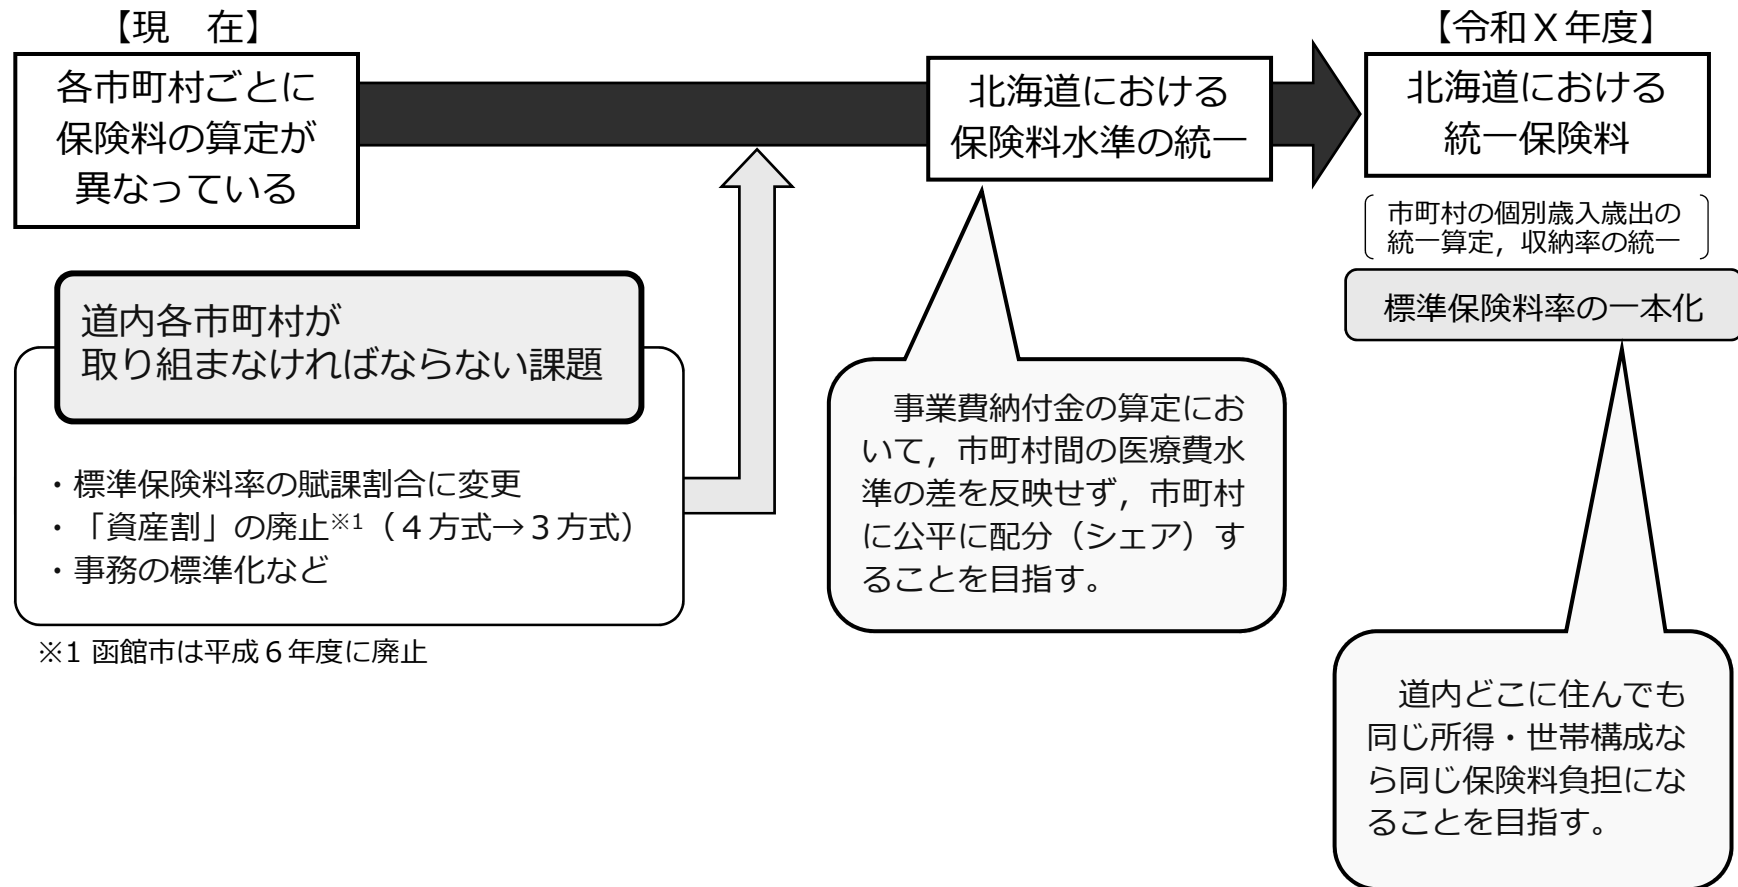 【現　在】
各市町村ごとに
保険料の算定が
異なっている
北海道における
保険料水準の統一
【令和Ｘ年度】
北海道における
統一保険料
市町村の個別歳入歳出の
統一算定，収納率の統一
標準保険料率の一本化
道内各市町村が
取り組まなければならない課題
・標準保険料率の賦課割合に変更
・「資産割」の廃止※1（４方式→３方式）
・事務の標準化など
※1 函館市は平成６年度に廃止
　事業費納付金の算定にお
いて，市町村間の医療費水
準の差を反映せず，市町村
に公平に配分（シェア）す
ることを目指す。
　道内どこに住んでも
同じ所得・世帯構成な
ら同じ保険料負担にな
ることを目指す。